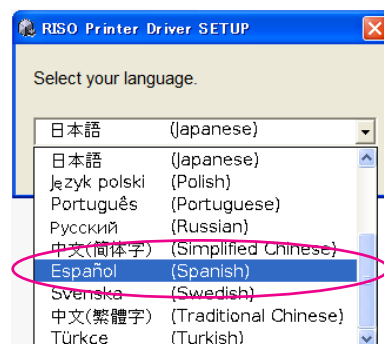 RISO Printer Driver SETUP
Select your language.
日本語 (Japanese)
日本語 (Japanese)
Język polski (Polish)
Português (Portuguese)
Русский (Russian)
中文(简体字) (Simplified Chinese)
Español (Spanish)
Svenska (Swedish)
中文(繁體字) (Traditional Chinese)
Türkçe (Turkish)